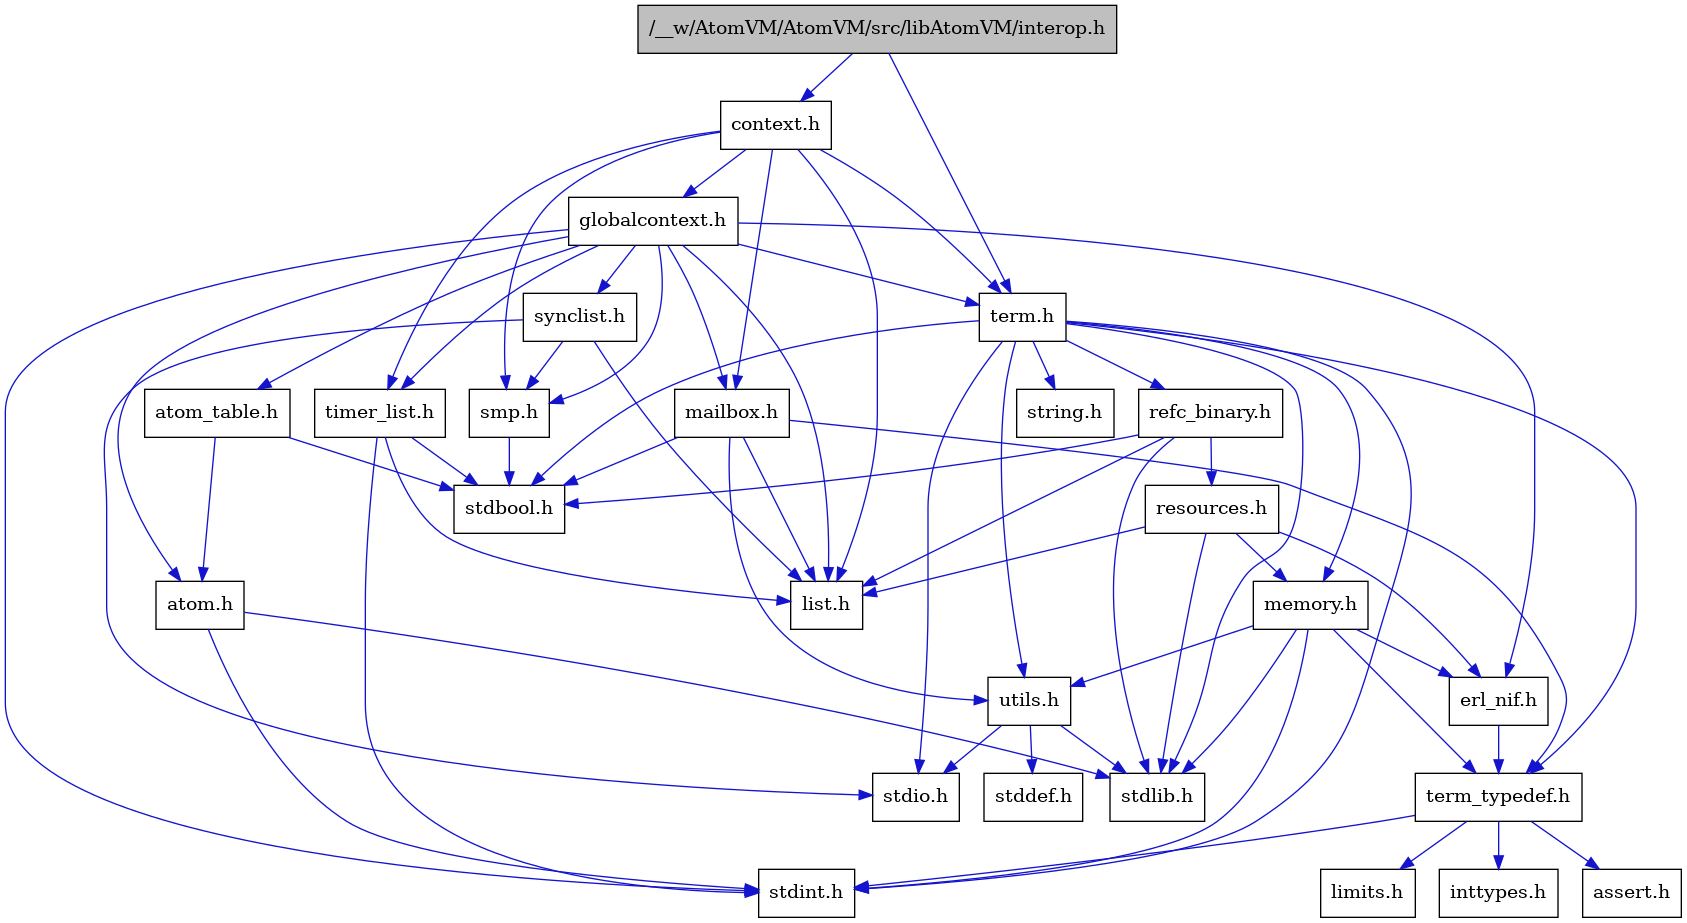 /__w/AtomVM/AtomVM/src/libAtomVM/interop.h
context.h
globalcontext.h
synclist.h
term.h
atom_table.h
timer_list.h
smp.h
mailbox.h
string.h
refc_binary.h
stdbool.h
resources.h
atom.h
list.h
memory.h
utils.h
erl_nif.h
stdio.h
stddef.h
stdlib.h
term_typedef.h
stdint.h
limits.h
inttypes.h
assert.h